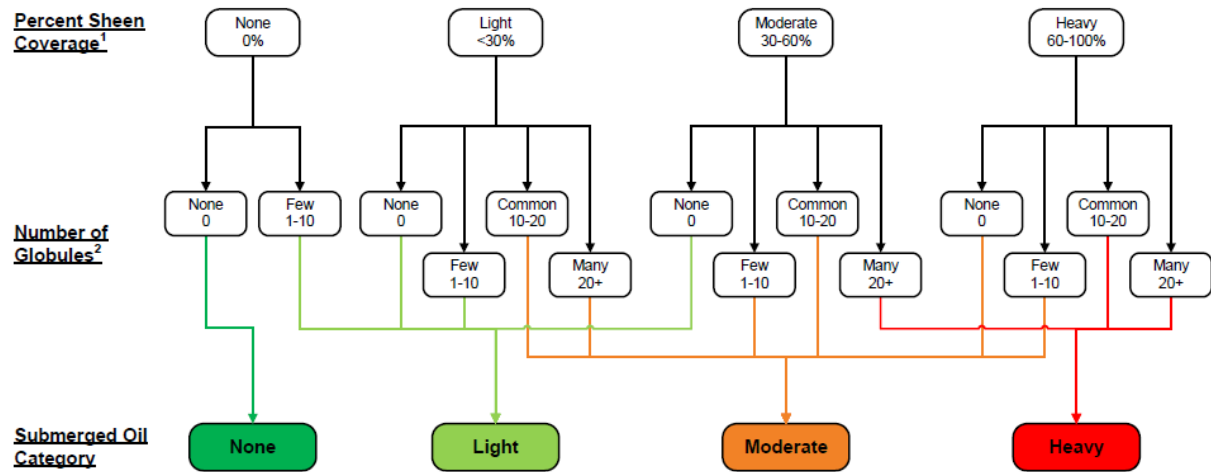 Percent Sheen
Coverage1
None
0%
Light
<30%
Moderate
30-60%
Heavy
60-100%
Number of
Globules2
None
0
Few
1-10
None
0
Few
1-10
Common
10-20
Many
20+
None
0
Few
1-10
Common
10-20
Many
20+
None
0
Few
1-10
Common
10-20
Many
20+
Submerged Oil
Category
None
Light
Moderate
Heavy